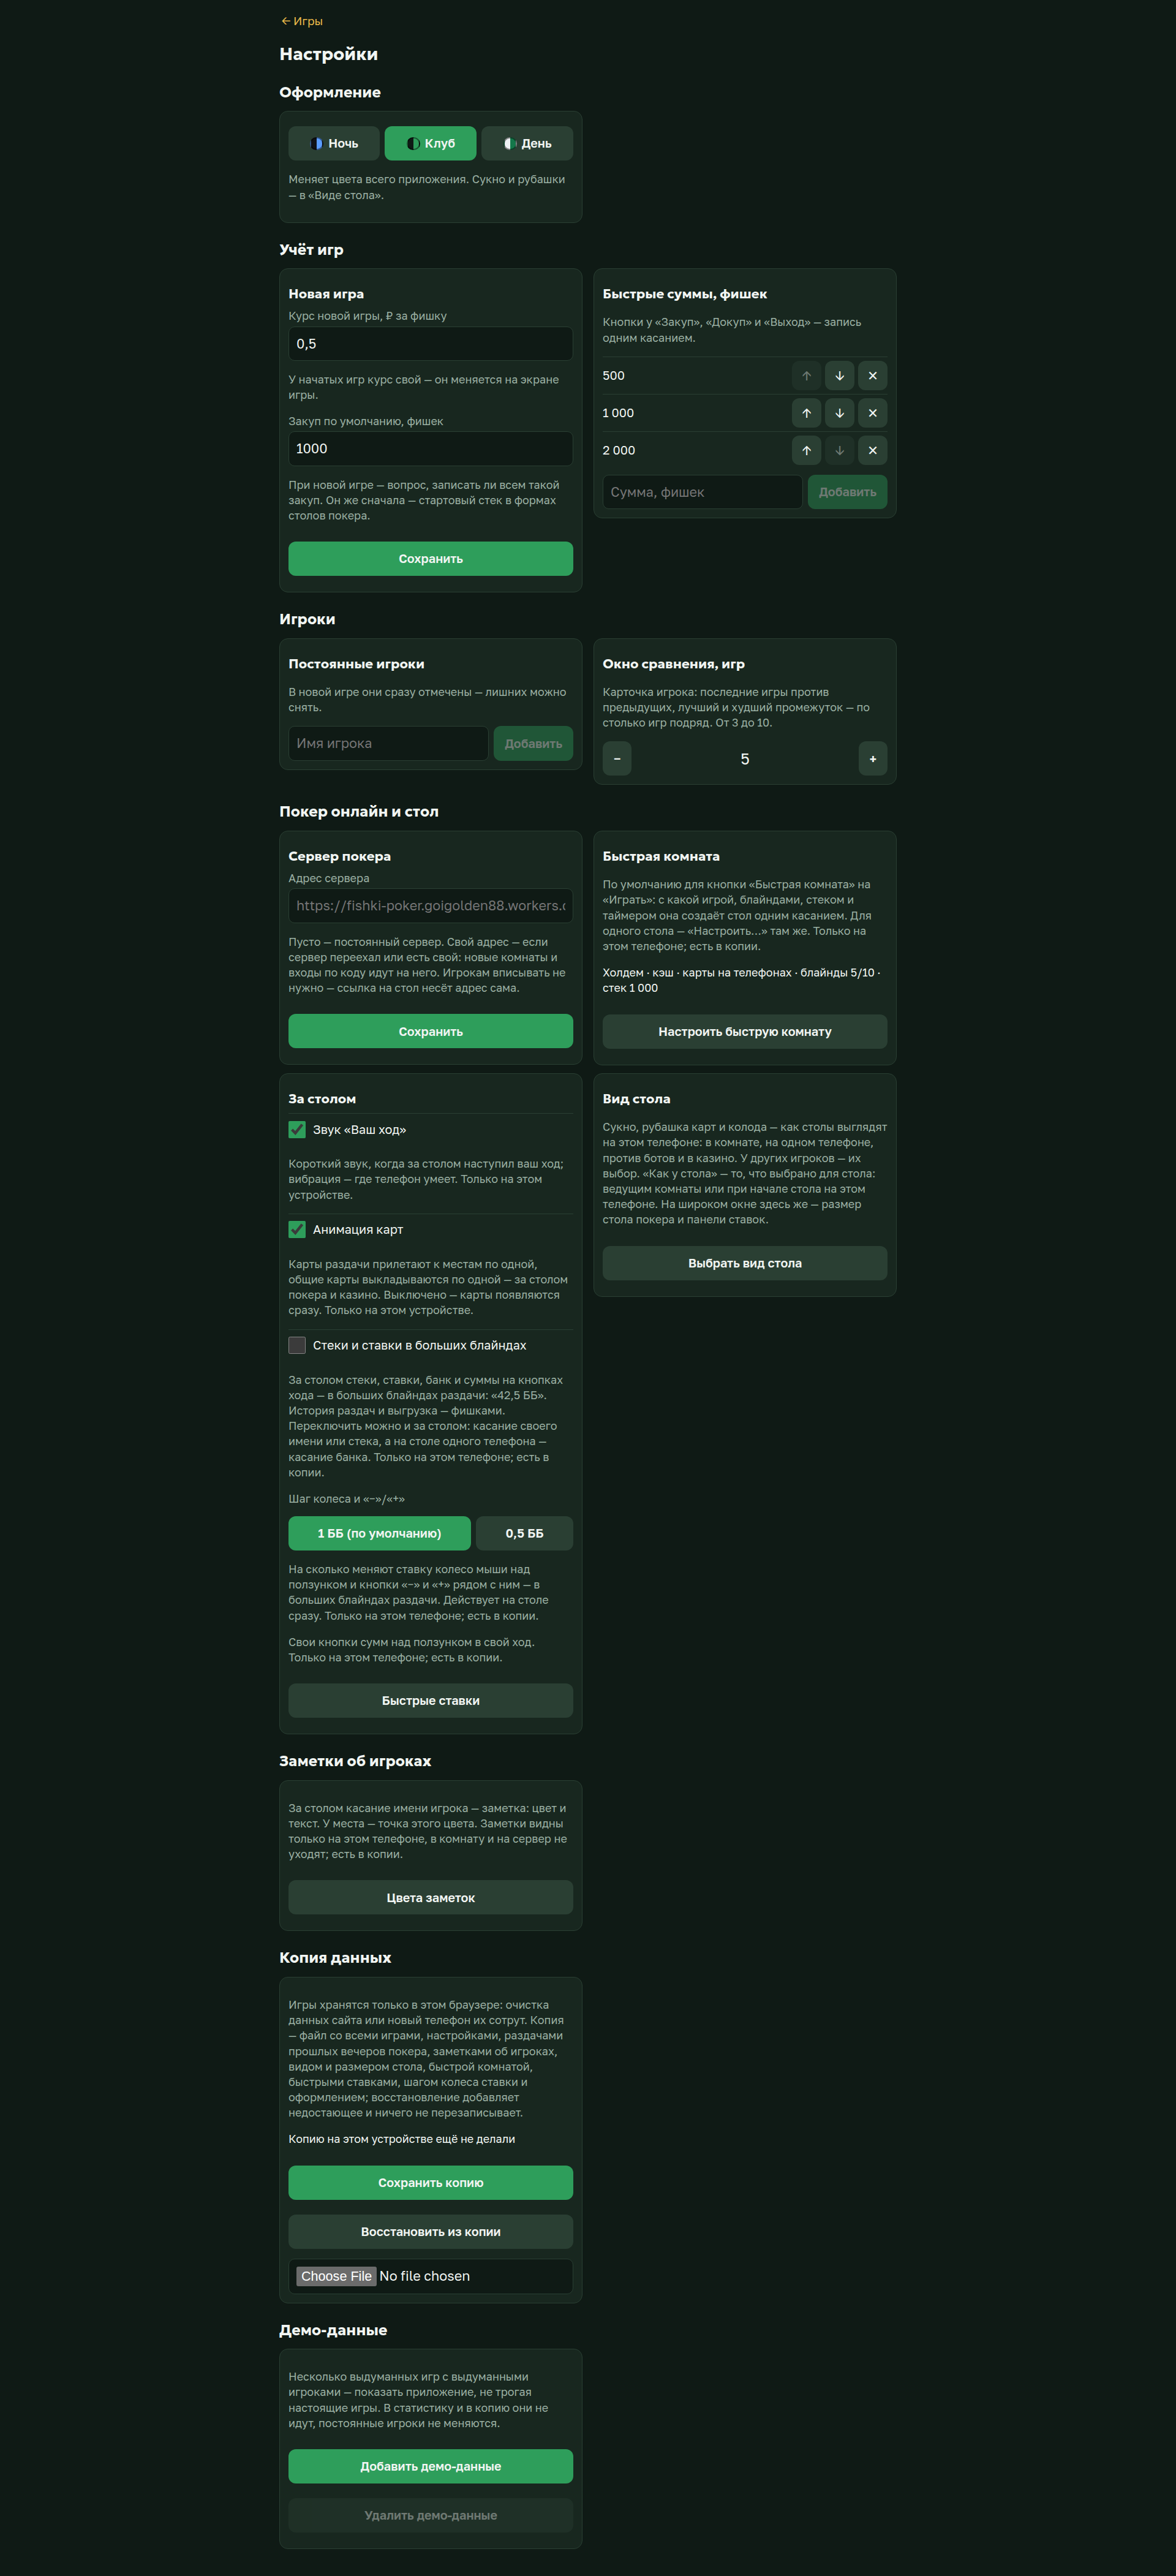 ← Игры
Настройки
Оформление
Ночь
Клуб
День
Меняет цвета всего приложения. Сукно и рубашки
— в «Виде стола».
Учёт игр
Новая игра
Курс новой игры, ₽ за фишку
0,5
У начатых игр курс свой — он меняется на экране
игры.
Закуп по умолчанию, фишек
1000
При новой игре — вопрос, записать ли всем такой
закуп. Он же сначала — стартовый стек в формах
столов покера.
Сохранить
Быстрые суммы, фишек
Кнопки у «Закуп», «Докуп» и «Выход» — запись
одним касанием.
500 ↑ ↓ ✕
1 000 ↑ ↓ ✕
2 000 ↑ ↓ ✕
Сумма, фишек
Добавить
Игроки
Постоянные игроки
В новой игре они сразу отмечены — лишних можно
снять.
Имя игрока
Добавить
Окно сравнения, игр
Карточка игрока: последние игры против
предыдущих, лучший и худший промежуток — по
столько игр подряд. От 3 до 10.
− 5 +
Покер онлайн и стол
Сервер покера
Адрес сервера
https://fishki-poker.goigolden88.workers.c
Пусто — постоянный сервер. Свой адрес — если
сервер переехал или есть свой: новые комнаты и
входы по коду идут на него. Игрокам вписывать не
нужно — ссылка на стол несёт адрес сама.
Сохранить
Быстрая комната
По умолчанию для кнопки «Быстрая комната» на
«Играть»: с какой игрой, блайндами, стеком и
таймером она создаёт стол одним касанием. Для
одного стола — «Настроить…» там же. Только на
этом телефоне; есть в копии.
Холдем · кэш · карты на телефонах · блайнды 5/10 ·
стек 1 000
Настроить быструю комнату
За столом
Звук «Ваш ход»
Короткий звук, когда за столом наступил ваш ход;
вибрация — где телефон умеет. Только на этом
устройстве.
Анимация карт
Карты раздачи прилетают к местам по одной,
общие карты выкладываются по одной — за столом
покера и казино. Выключено — карты появляются
сразу. Только на этом устройстве.
Стеки и ставки в больших блайндах
За столом стеки, ставки, банк и суммы на кнопках
хода — в больших блайндах раздачи: «42,5 ББ».
История раздач и выгрузка — фишками.
Переключить можно и за столом: касание своего
имени или стека, а на столе одного телефона —
касание банка. Только на этом телефоне; есть в
копии.
Шаг колеса и «−»/«+»
1 ББ (по умолчанию)
0,5 ББ
На сколько меняют ставку колесо мыши над
ползунком и кнопки «−» и «+» рядом с ним — в
больших блайндах раздачи. Действует на столе
сразу. Только на этом телефоне; есть в копии.
Свои кнопки сумм над ползунком в свой ход.
Только на этом телефоне; есть в копии.
Быстрые ставки
Вид стола
Сукно, рубашка карт и колода — как столы выглядят
на этом телефоне: в комнате, на одном телефоне,
против ботов и в казино. У других игроков — их
выбор. «Как у стола» — то, что выбрано для стола:
ведущим комнаты или при начале стола на этом
телефоне. На широком окне здесь же — размер
стола покера и панели ставок.
Выбрать вид стола
Заметки об игроках
За столом касание имени игрока — заметка: цвет и
текст. У места — точка этого цвета. Заметки видны
только на этом телефоне, в комнату и на сервер не
уходят; есть в копии.
Цвета заметок
Копия данных
Игры хранятся только в этом браузере: очистка
данных сайта или новый телефон их сотрут. Копия
— файл со всеми играми, настройками, раздачами
прошлых вечеров покера, заметками об игроках,
видом и размером стола, быстрой комнатой,
быстрыми ставками, шагом колеса ставки и
оформлением; восстановление добавляет
недостающее и ничего не перезаписывает.
Копию на этом устройстве ещё не делали
Сохранить копию
Восстановить из копии
Choose File No file chosen
Демо-данные
Несколько выдуманных игр с выдуманными
игроками — показать приложение, не трогая
настоящие игры. В статистику и в копию они не
идут, постоянные игроки не меняются.
Добавить демо-данные
Удалить демо-данные